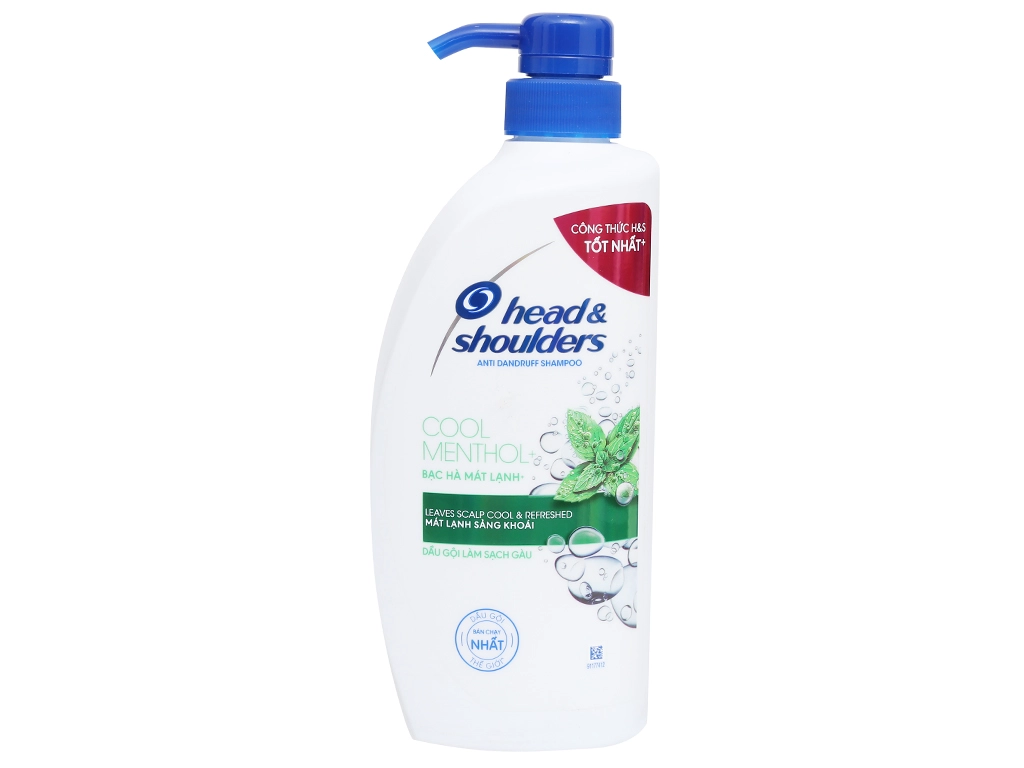 CÔNG THỨC H&S
TỐT NHẤT+
head &
shoulders
ANTI DANDRUFF SHAMPOO
COOL
MENTHOL+
BẠC HÀ MÁT LẠNH+
LEAVES SCALP COOL & REFRESHED
MÁT LẠNH SẢNG KHOÁI
DẦU GỘI LÀM SẠCH GÀU
DẦU GỘI
BÁN CHẠY
NHẤT
THẾ GIỚI*